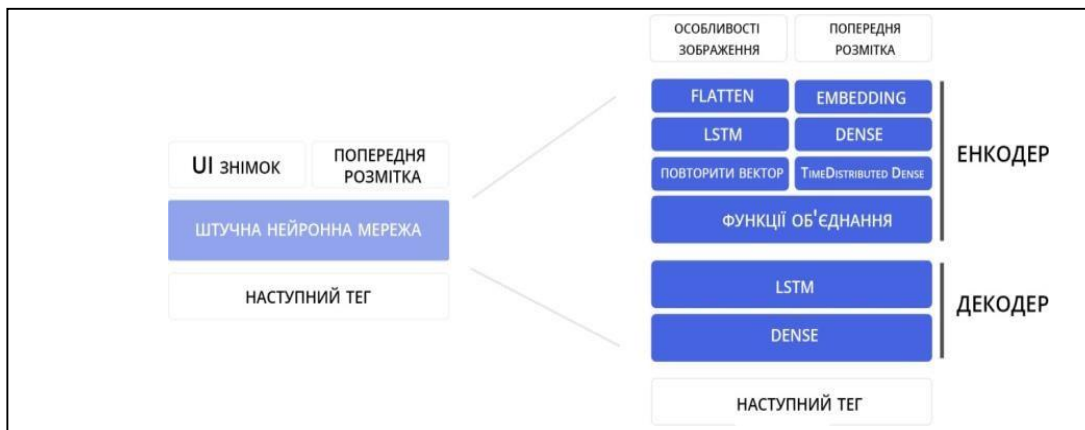 UI ЗНІМОК
ПОПЕРЕДНЯ
РОЗМІТКА
ШТУЧНА НЕЙРОННА МЕРЕЖА
НАСТУПНИЙ ТЕГ
ОСОБЛИВОСТІ
ЗОБРАЖЕННЯ
ПОПЕРЕДНЯ
РОЗМІТКА
FLATTEN
EMBEDDING
LSTM
DENSE
ПОВТОРИТИ ВЕКТОР
TIMEDISTRIBUTED DENSE
ФУНКЦІЇ ОБ'ЄДНАННЯ
ЕНКОДЕР
LSTM
DENSE
ДЕКОДЕР
НАСТУПНИЙ ТЕГ